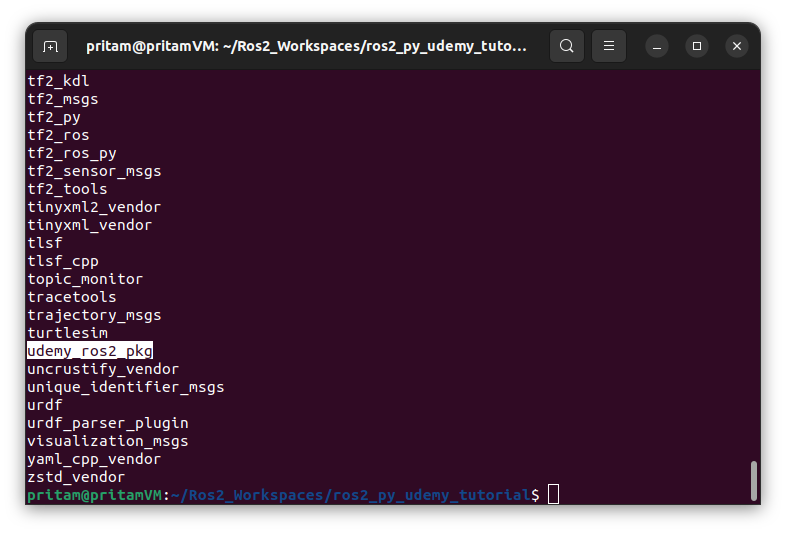 pritam@pritamVM: ~/Ros2_Workspaces/ros2_py_udemy_tuto...
tf2_kdl
tf2_msgs
tf2_py
tf2_ros
tf2_ros_py
tf2_sensor_msgs
tf2_tools
tinyxml2_vendor
tinyxml_vendor
tlsf
tlsf_cpp
topic_monitor
tracetools
trajectory_msgs
turtlesim
udemy_ros2_pkg
uncrustify_vendor
unique_identifier_msgs
urdf
urdf_parser_plugin
visualization_msgs
yaml_cpp_vendor
zstd_vendor
pritam@pritamVM:~/Ros2_Workspaces/ros2_py_udemy_tutorial$